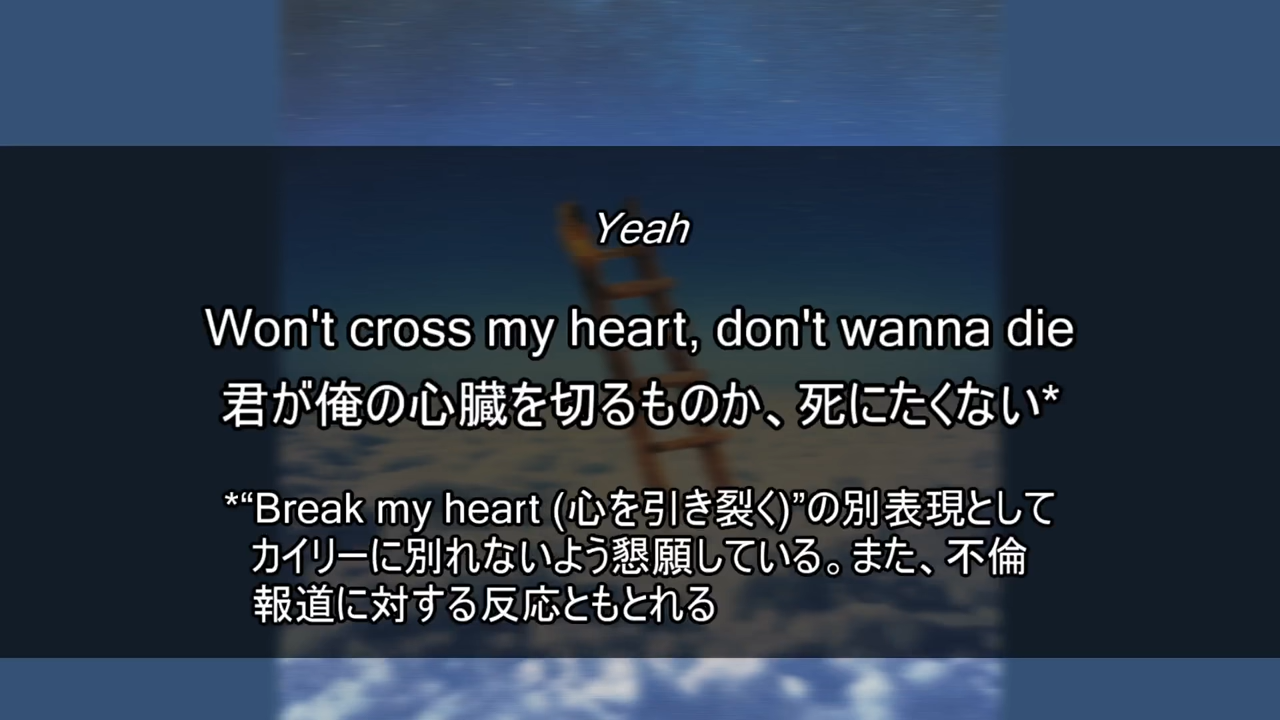 Yeah
Won't cross my heart, don't wanna die
君が俺の心臓を切るものか、死にたくない*
*“Break my heart (心を引き裂く)”の別表現として
カイリーに別れないよう懇願している。また、不倫
報道に対する反応ともとれる